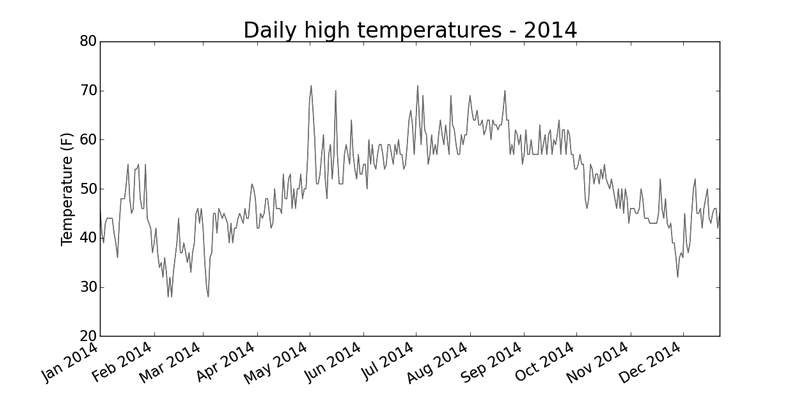 Daily high temperatures - 2014
Temperature (F)
80
70
60
50
40
30
20
Jan 2014
Feb 2014
Mar 2014
Apr 2014
May 2014
Jun 2014
Jul 2014
Aug 2014
Sep 2014
Oct 2014
Nov 2014
Dec 2014